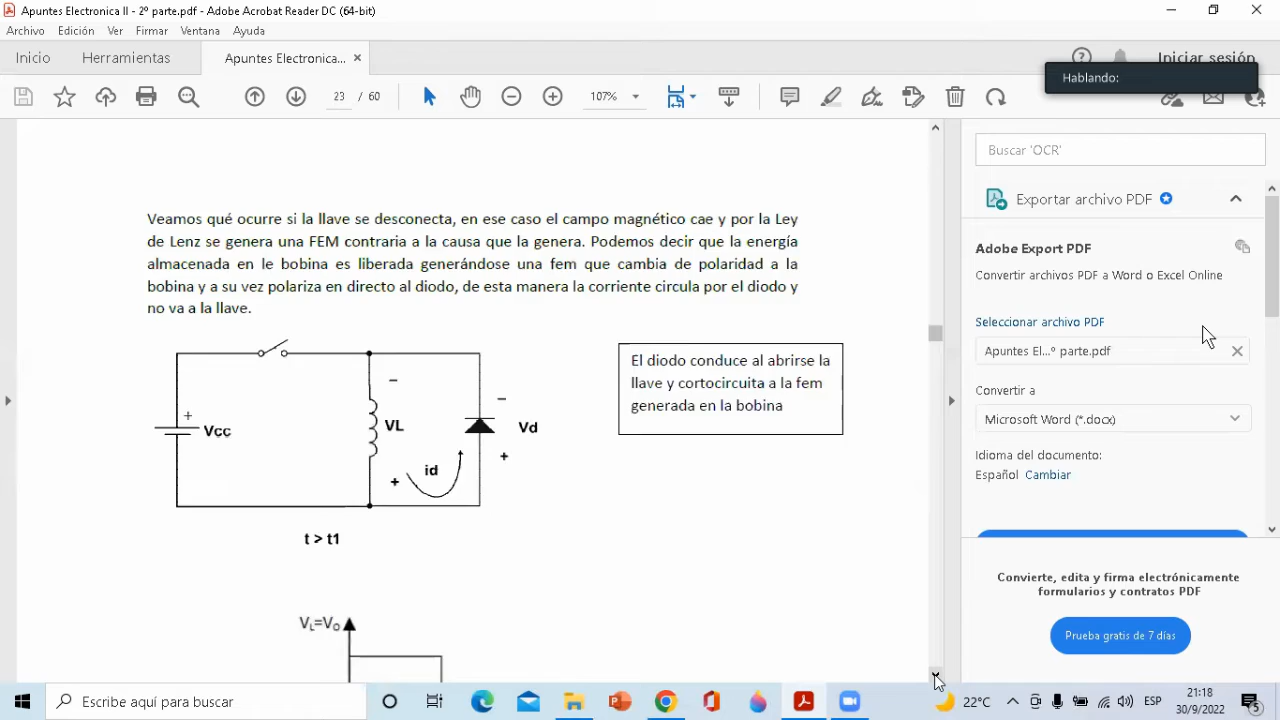 Apuntes Electronica II - 2º parte.pdf - Adobe Acrobat Reader DC (64-bit)
Archivo Edición Ver Firmar Ventana Ayuda
Inicio Herramientas Apuntes Electronica... Iniciar sesión
Hablando:
23 / 60 107%
Buscar 'OCR'
Exportar archivo PDF
Adobe Export PDF
Convertir archivos PDF a Word o Excel Online
Seleccionar archivo PDF
Apuntes El...º parte.pdf
Convertir a
Microsoft Word (*.docx)
Idioma del documento:
Español Cambiar
Convierte, edita y firma electrónicamente
formularios y contratos PDF
Prueba gratis de 7 días
Veamos qué ocurre si la llave se desconecta, en ese caso el campo magnético cae y por la Ley
de Lenz se genera una FEM contraria a la causa que la genera. Podemos decir que la energía
almacenada en le bobina es liberada generándose una fem que cambia de polaridad a la
bobina y a su vez polariza en directo al diodo, de esta manera la corriente circula por el diodo y
no va a la llave.
El diodo conduce al abrirse la
llave y cortocircuita a la fem
generada en la bobina
+ Vcc
− VL +
id
− Vd +
t > t1
VL=VO
Escribe aquí para buscar
22°C ESP 21:18
30/9/2022 5